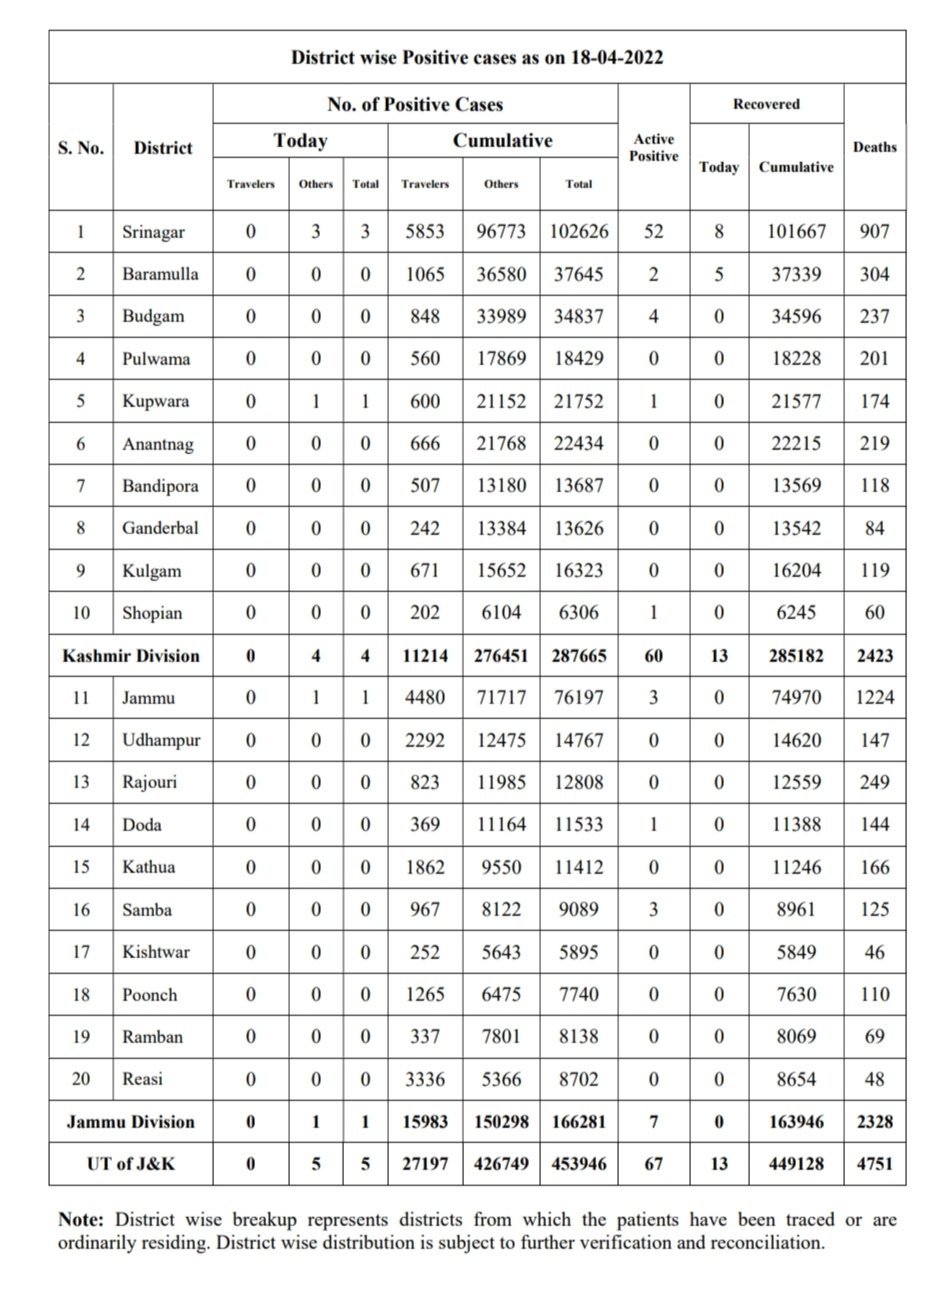 District wise Positive cases as on 18-04-2022
S. No. District No. of Positive Cases Active Positive Recovered Deaths
Today Cumulative Today Cumulative
Travelers Others Total Travelers Others Total
1 Srinagar 0 3 3 5853 96773 102626 52 8 101667 907
2 Baramulla 0 0 0 1065 36580 37645 2 5 37339 304
3 Budgam 0 0 0 848 33989 34837 4 0 34596 237
4 Pulwama 0 0 0 560 17869 18429 0 0 18228 201
5 Kupwara 0 1 1 600 21152 21752 1 0 21577 174
6 Anantnag 0 0 0 666 21768 22434 0 0 22215 219
7 Bandipora 0 0 0 507 13180 13687 0 0 13569 118
8 Ganderbal 0 0 0 242 13384 13626 0 0 13542 84
9 Kulgam 0 0 0 671 15652 16323 0 0 16204 119
10 Shopian 0 0 0 202 6104 6306 1 0 6245 60
Kashmir Division 0 4 4 11214 276451 287665 60 13 285182 2423
11 Jammu 0 1 1 4480 71717 76197 3 0 74970 1224
12 Udhampur 0 0 0 2292 12475 14767 0 0 14620 147
13 Rajouri 0 0 0 823 11985 12808 0 0 12559 249
14 Doda 0 0 0 369 11164 11533 1 0 11388 144
15 Kathua 0 0 0 1862 9550 11412 0 0 11246 166
16 Samba 0 0 0 967 8122 9089 3 0 8961 125
17 Kishtwar 0 0 0 252 5643 5895 0 0 5849 46
18 Poonch 0 0 0 1265 6475 7740 0 0 7630 110
19 Ramban 0 0 0 337 7801 8138 0 0 8069 69
20 Reasi 0 0 0 3336 5366 8702 0 0 8654 48
Jammu Division 0 1 1 15983 150298 166281 7 0 163946 2328
UT of J&K 0 5 5 27197 426749 453946 67 13 449128 4751
Note: District wise breakup represents districts from which the patients have been traced or are
ordinarily residing. District wise distribution is subject to further verification and reconciliation.